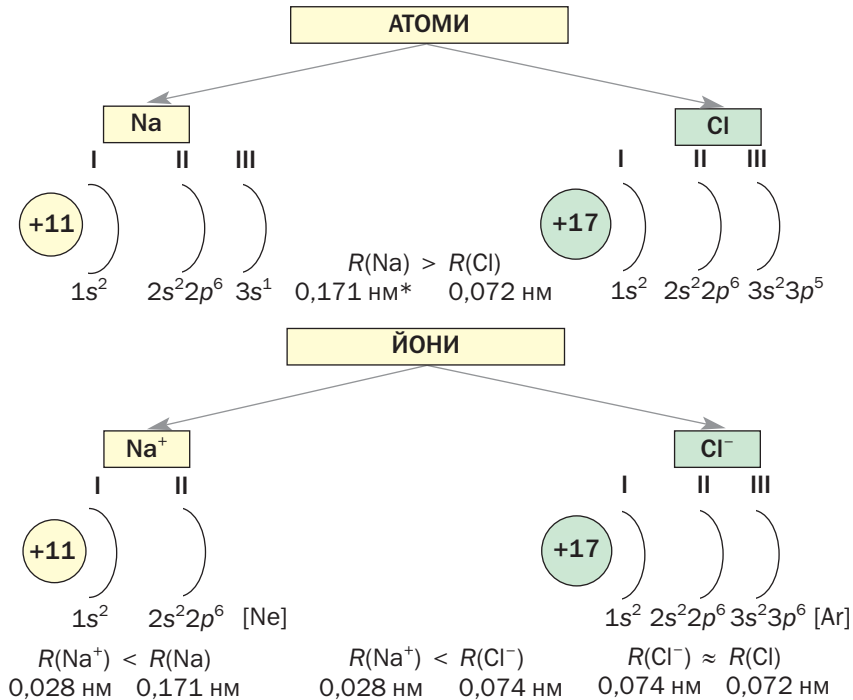 АТОМИ
Na Cl
I II III I II III
+11 +17
R(Na) > R(Cl)
1s² 2s²2p⁶ 3s¹ 0,171 нм* 0,072 нм 1s² 2s²2p⁶ 3s²3p⁵
ЙОНИ
Na⁺ Cl⁻
I II I II III
+11 +17
1s² 2s²2p⁶ [Ne] 1s² 2s²2p⁶ 3s²3p⁶ [Ar]
R(Na⁺) < R(Na) R(Na⁺) < R(Cl⁻) R(Cl⁻) ≈ R(Cl)
0,028 нм 0,171 нм 0,028 нм 0,074 нм 0,074 нм 0,072 нм